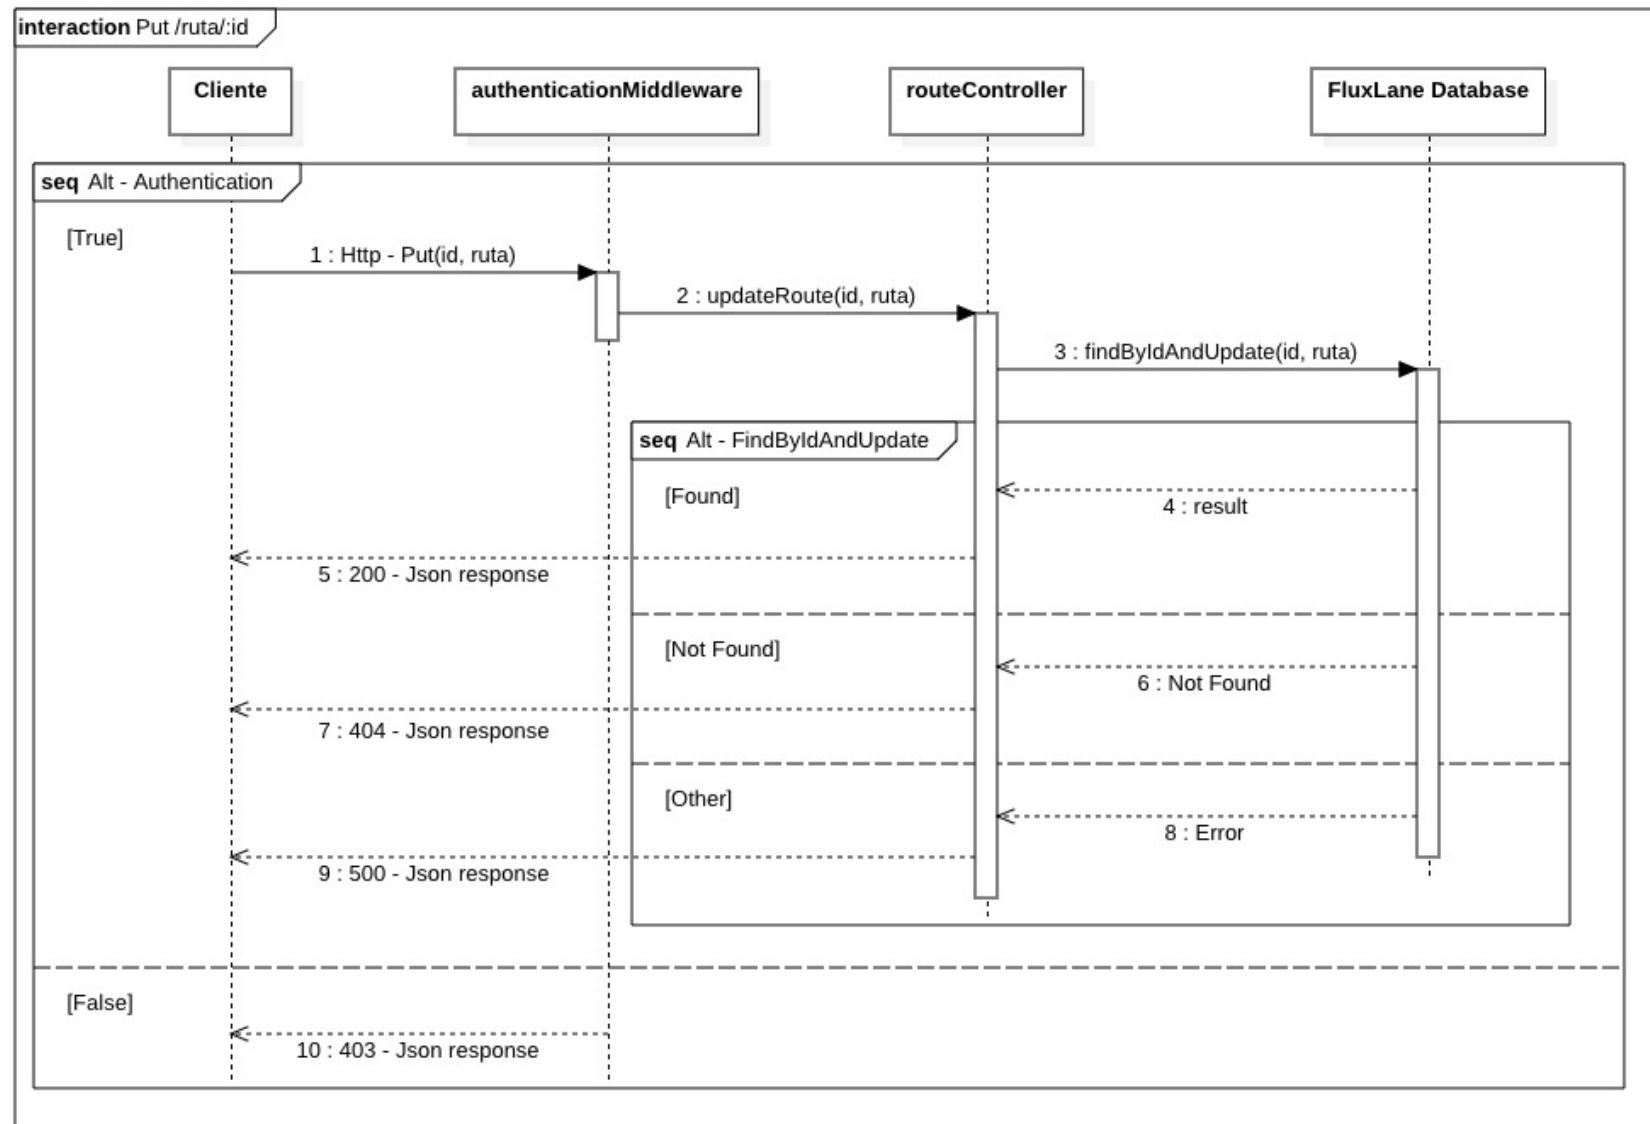 interaction Put /ruta/:id
Cliente
authenticationMiddleware
routeController
FluxLane Database
seq Alt - Authentication
[True]
1 : Http - Put(id, ruta)
2 : updateRoute(id, ruta)
3 : findByIdAndUpdate(id, ruta)
seq Alt - FindByIdAndUpdate
[Found]
4 : result
5 : 200 - Json response
[Not Found]
6 : Not Found
7 : 404 - Json response
[Other]
8 : Error
9 : 500 - Json response
[False]
10 : 403 - Json response